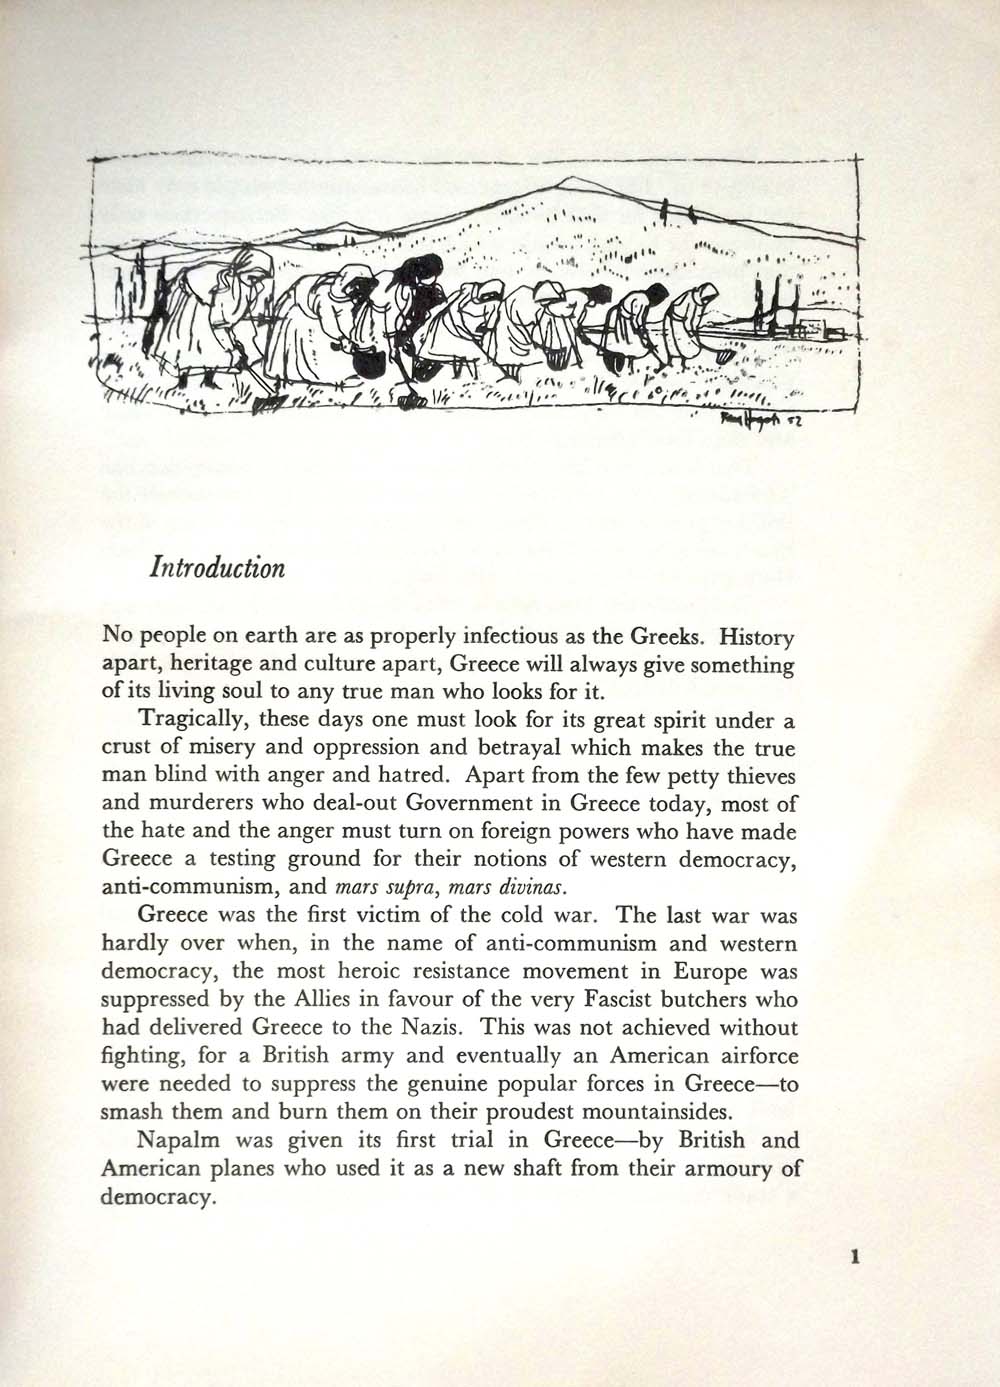 52
Introduction
No people on earth are as properly infectious as the Greeks. History
apart, heritage and culture apart, Greece will always give something
of its living soul to any true man who looks for it.
Tragically, these days one must look for its great spirit under a
crust of misery and oppression and betrayal which makes the true
man blind with anger and hatred. Apart from the few petty thieves
and murderers who deal-out Government in Greece today, most of
the hate and the anger must turn on foreign powers who have made
Greece a testing ground for their notions of western democracy,
anti-communism, and mars supra, mars divinas.
Greece was the first victim of the cold war. The last war was
hardly over when, in the name of anti-communism and western
democracy, the most heroic resistance movement in Europe was
suppressed by the Allies in favour of the very Fascist butchers who
had delivered Greece to the Nazis. This was not achieved without
fighting, for a British army and eventually an American airforce
were needed to suppress the genuine popular forces in Greece—to
smash them and burn them on their proudest mountainsides.
Napalm was given its first trial in Greece—by British and
American planes who used it as a new shaft from their armoury of
democracy.
1